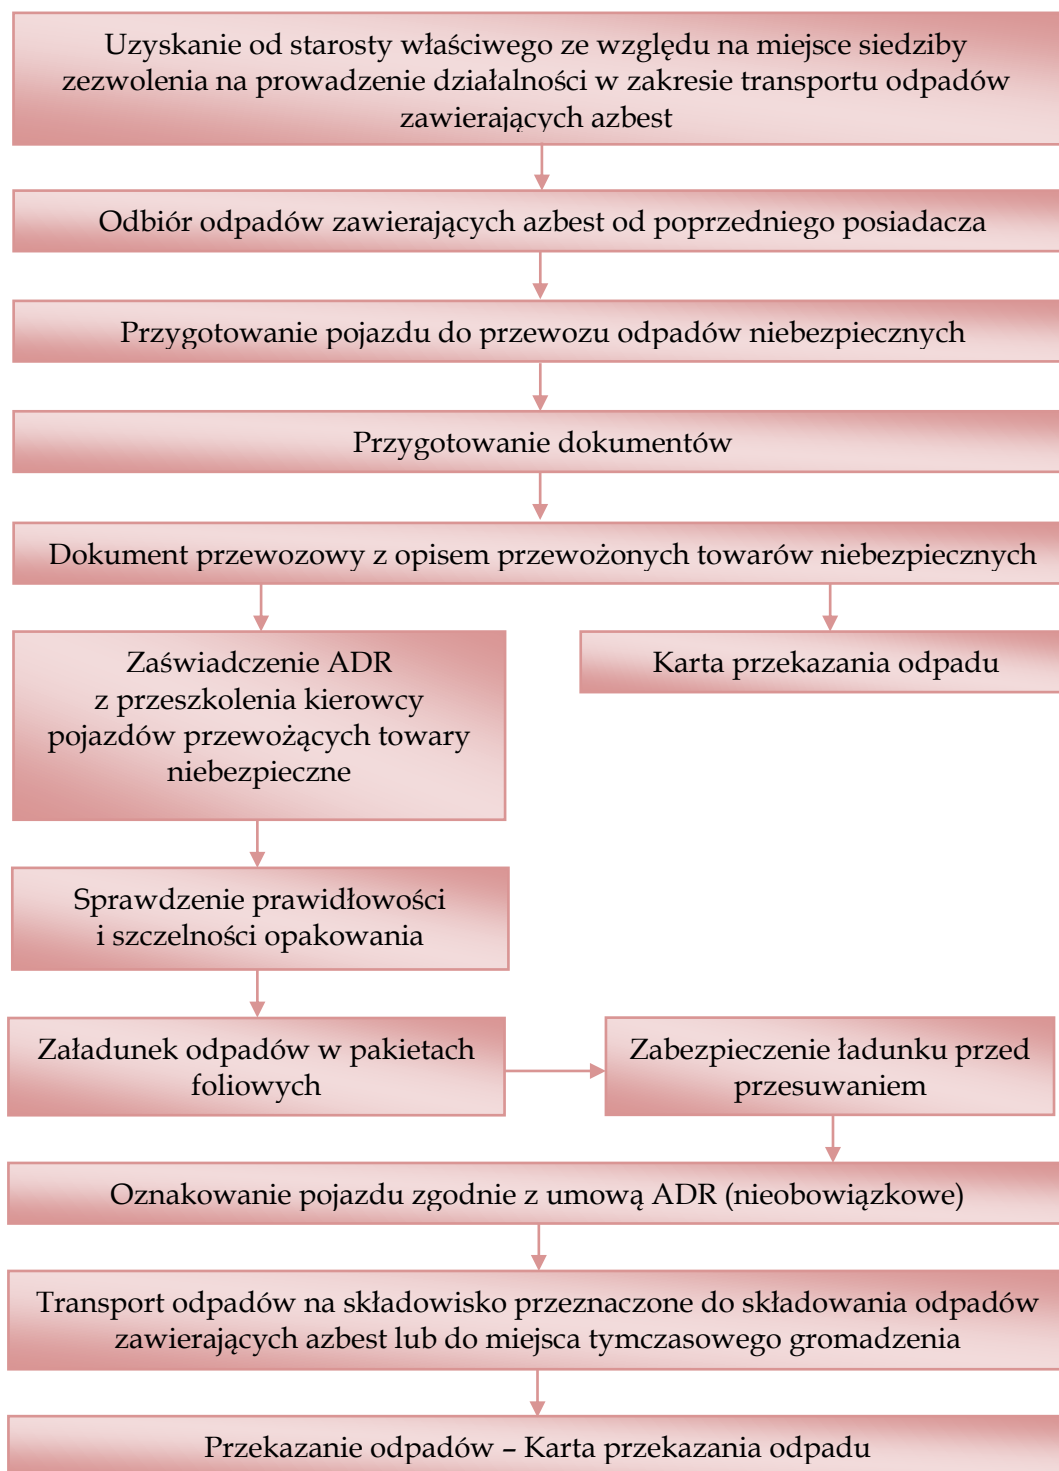 Uzyskanie od starosty właściwego ze względu na miejsce siedziby
zezwolenia na prowadzenie działalności w zakresie transportu odpadów
zawierających azbest
Odbiór odpadów zawierających azbest od poprzedniego posiadacza
Przygotowanie pojazdu do przewozu odpadów niebezpiecznych
Przygotowanie dokumentów
Dokument przewozowy z opisem przewożonych towarów niebezpiecznych
Zaświadczenie ADR
z przeszkolenia kierowcy
pojazdów przewożących towary
niebezpieczne
Karta przekazania odpadu
Sprawdzenie prawidłowości
i szczelności opakowania
Załadunek odpadów w pakietach
foliowych
Zabezpieczenie ładunku przed
przesuwaniem
Oznakowanie pojazdu zgodnie z umową ADR (nieobowiązkowe)
Transport odpadów na składowisko przeznaczone do składowania odpadów
zawierających azbest lub do miejsca tymczasowego gromadzenia
Przekazanie odpadów – Karta przekazania odpadu